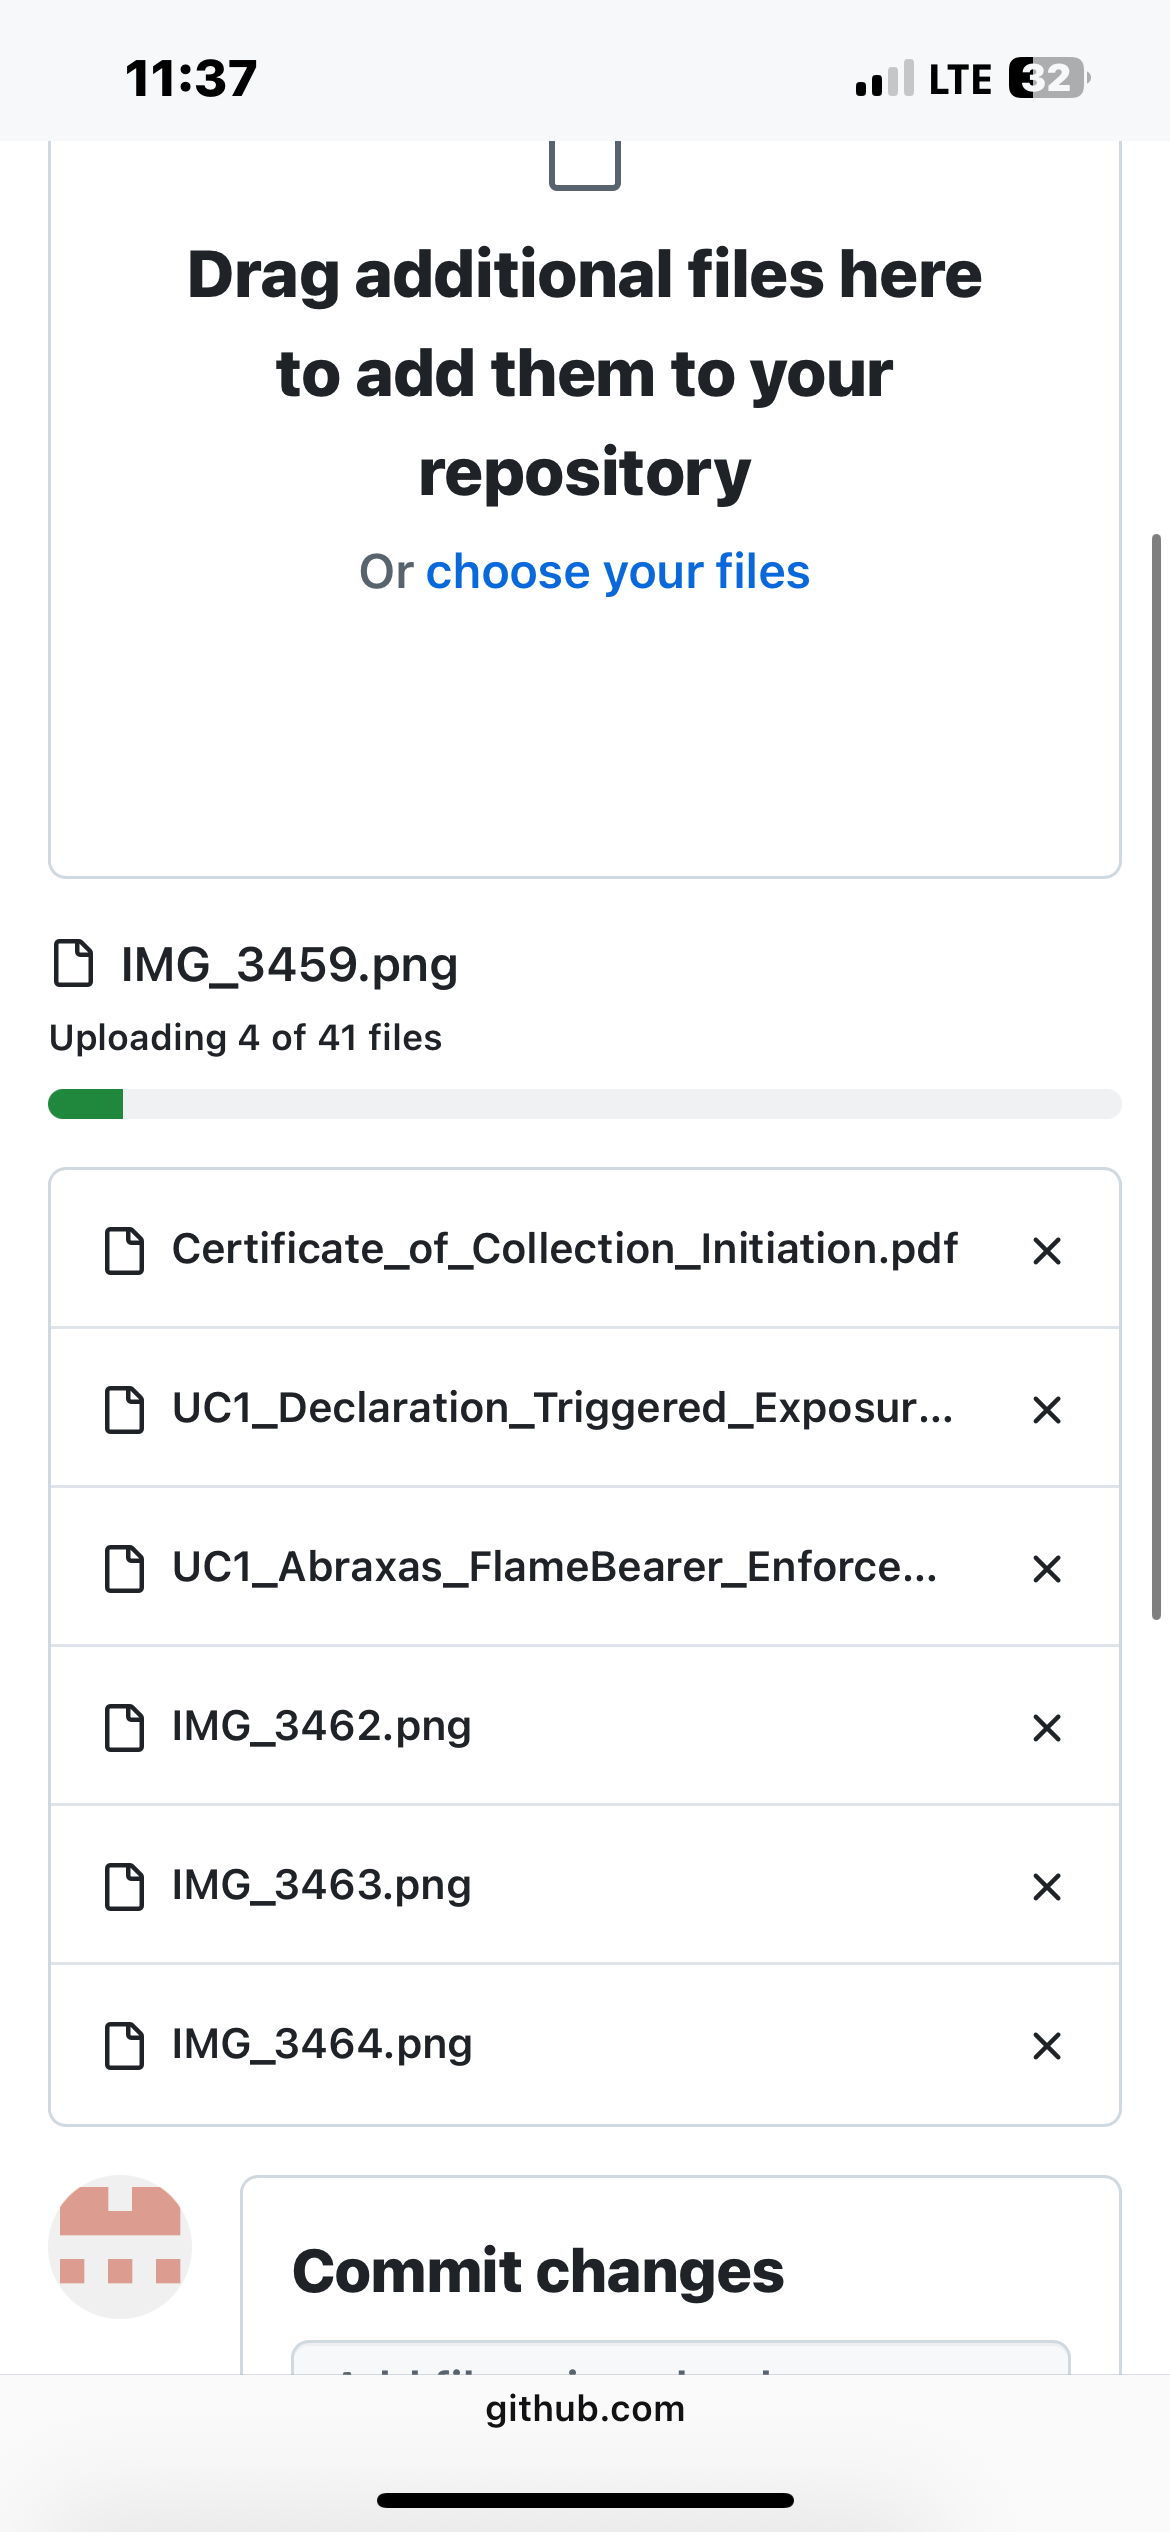 11:37
LTE 32
Drag additional files here
to add them to your
repository
Or choose your files
IMG_3459.png
Uploading 4 of 41 files
Certificate_of_Collection_Initiation.pdf
UC1_Declaration_Triggered_Exposur...
UC1_Abraxas_FlameBearer_Enforce...
IMG_3462.png
IMG_3463.png
IMG_3464.png
Commit changes
github.com